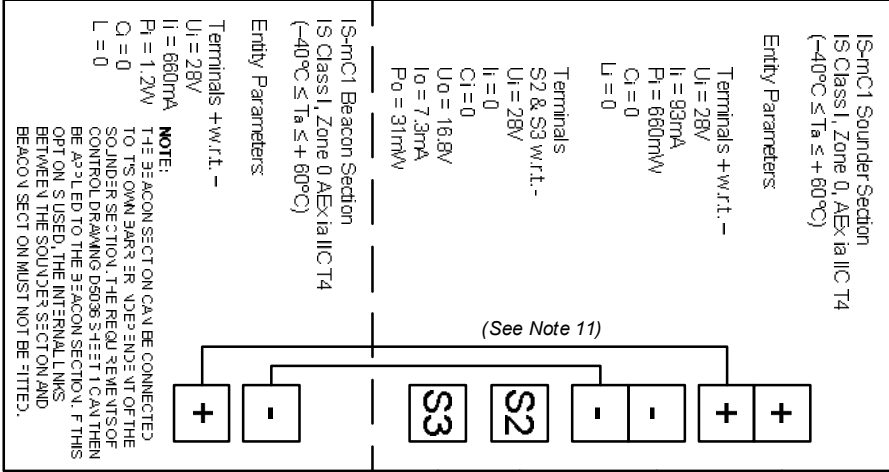 IS-mC1 Sounder Section
IS Class I, Zone 0, AEx ia IIC T4
(–40°C ≤ Ta ≤ + 60°C)
Entity Parameters:
Terminals + w.r.t. –
Ui = 28V
Ii = 93mA
Pi = 660mW
Ci = 0
Li = 0
Terminals
S2 & S3 w.r.t. -
Ui = 28V
Ii = 0
Ci = 0
Uo = 16.8V
Io = 7.3mA
Po = 31mW
IS-mC1 Beacon Section
IS Class I, Zone 0 AEx ia IIC T4
(–40°C ≤ Ta ≤ + 60°C)
Entity Parameters:
Terminals + w.r.t. –
Ui = 28V
Ii = 660mA
Pi = 1.2W
Ci = 0
L = 0
NOTE:
THE BEACON SECTION CAN BE CONNECTED
TO ITS OWN BARRIER INDEPENDENT OF THE
SOUNDER SECTION. THE REQUIREMENTS OF
CONTROL DRAWING D5036 SHEET 1 CAN THEN
BE APPLIED TO THE BEACON SECTION. IF THIS
OPTION IS USED, THE INTERNAL LINKS
BETWEEN THE SOUNDER SECTION AND
BEACON SECTION MUST NOT BE FITTED.
(See Note 11)
+
+
-
-
S2
S3
-
+